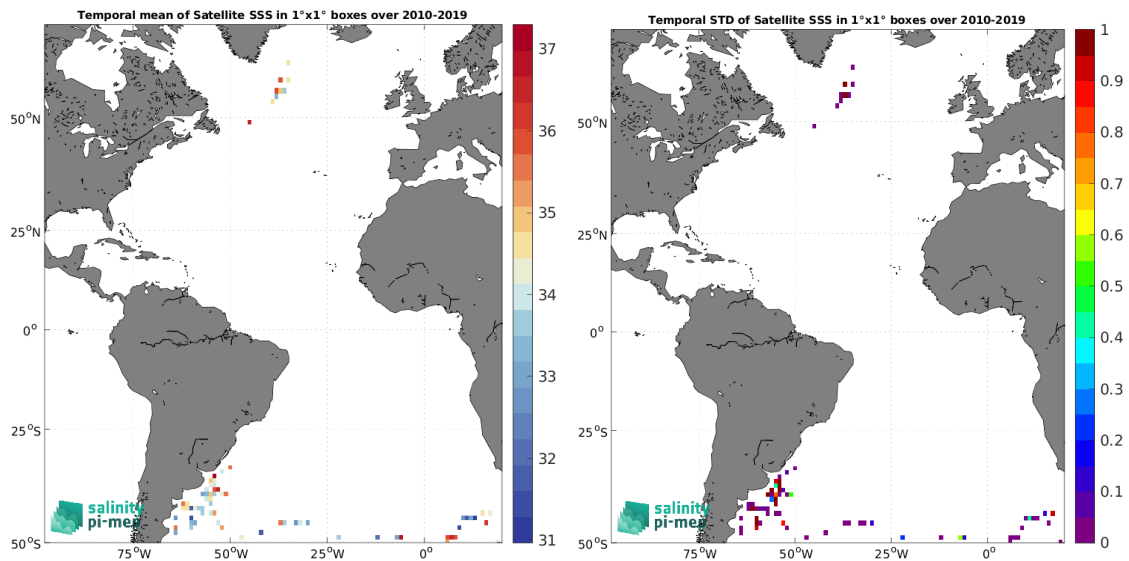 Temporal mean of Satellite SSS in 1°x1° boxes over 2010-2019
50°N
25°N
0°
25°S
50°S
75°W
50°W
25°W
0°
37
36
35
34
33
32
31
salinity
pi-mep
Temporal STD of Satellite SSS in 1°x1° boxes over 2010-2019
50°N
25°N
0°
25°S
50°S
75°W
50°W
25°W
0°
1
0.9
0.8
0.7
0.6
0.5
0.4
0.3
0.2
0.1
0
salinity
pi-mep